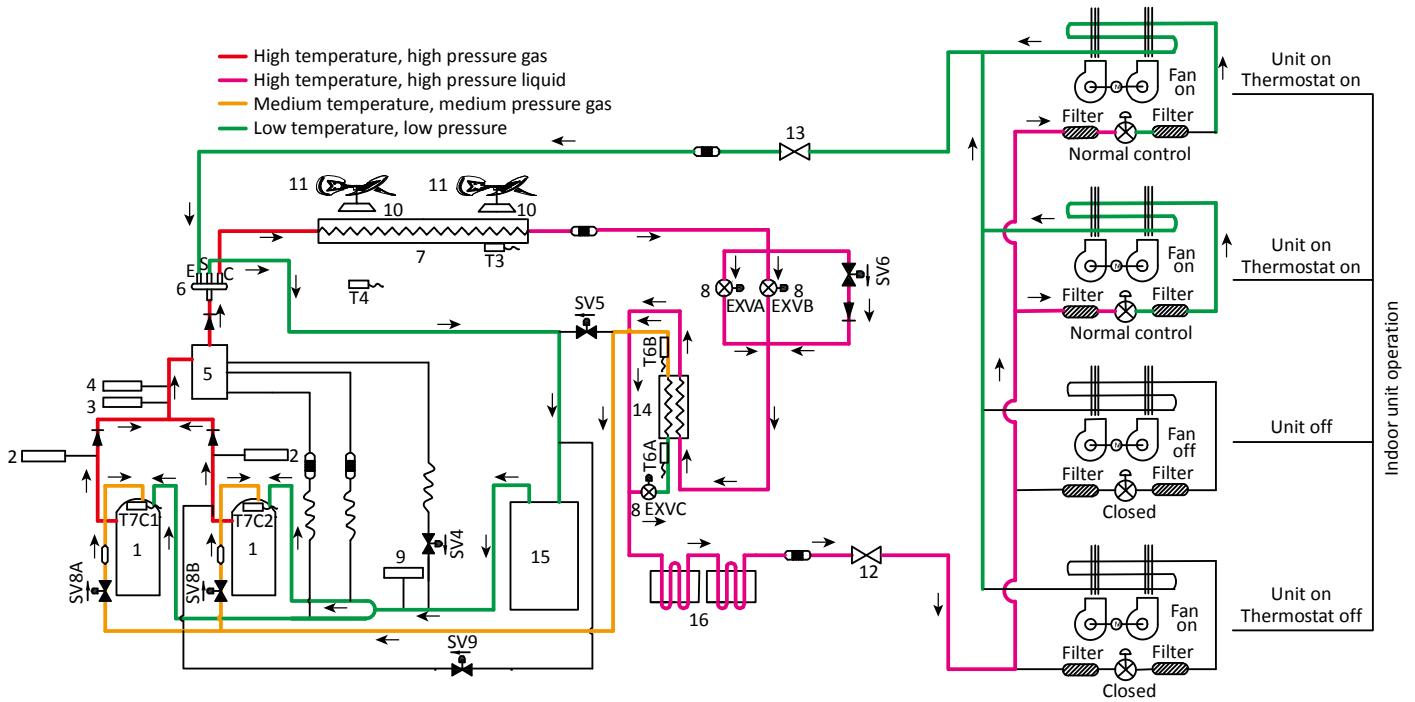 High temperature, high pressure gas
High temperature, high pressure liquid
Medium temperature, medium pressure gas
Low temperature, low pressure
13
11
11
10
10
7
T3
T4
E
S
C
6
SV5
8
EXVA
8
EXVB
SV6
T6B
14
T6A
8
EXVC
5
4
3
2
2
T7C1
T7C2
1
1
SV8A
SV8B
9
SV4
15
SV9
16
12
Fan
on
Filter
Filter
Normal control
Unit on
Thermostat on
Fan
on
Filter
Filter
Normal control
Unit on
Thermostat on
Fan
off
Filter
Filter
Closed
Unit off
Fan
on
Filter
Filter
Closed
Unit on
Thermostat off
Indoor unit operation